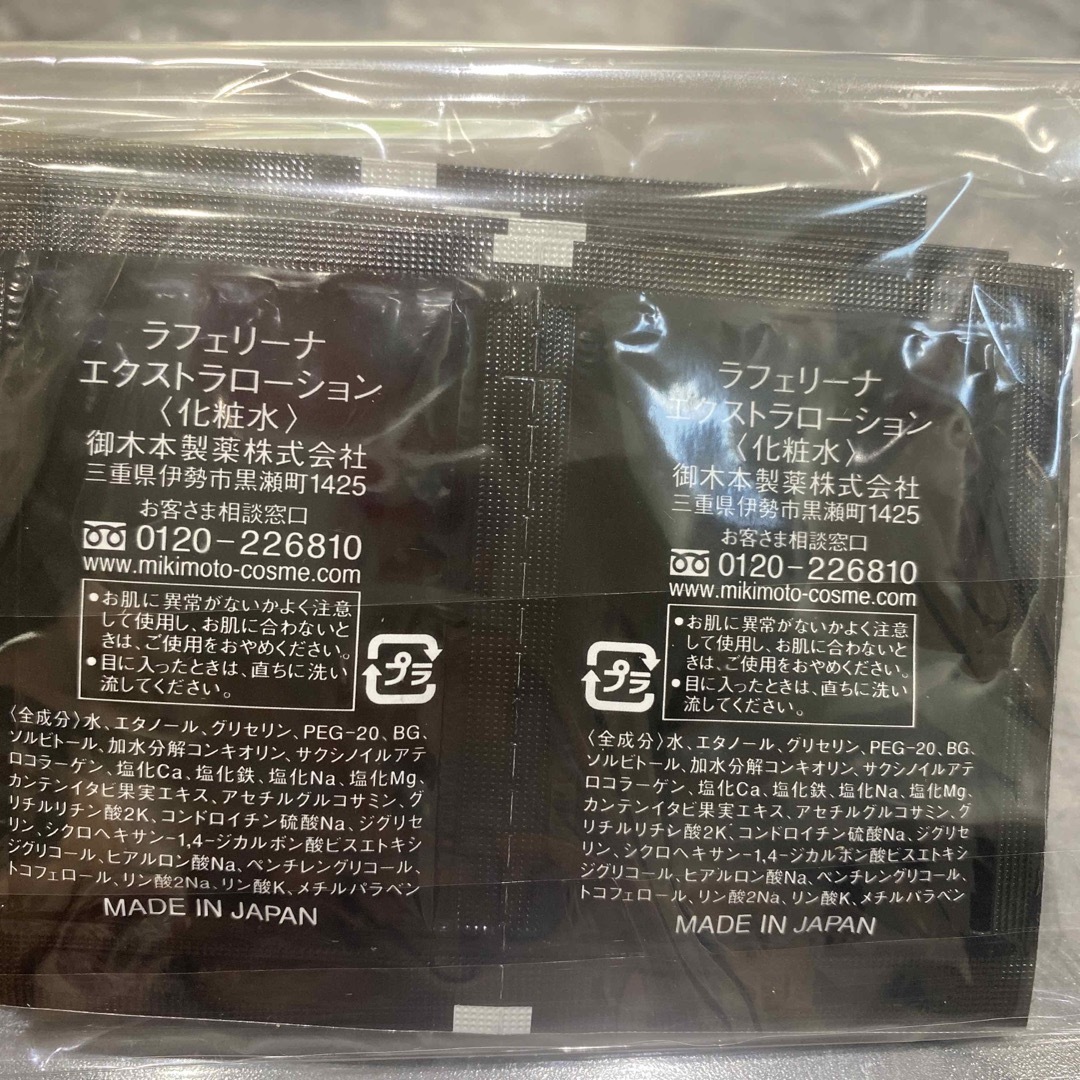 ラフェリーナ
エクストラローション
〈化粧水〉
御木本製薬株式会社
三重県伊勢市黒瀬町1425
お客さま相談窓口
0120-226810
www.mikimoto-cosme.com
●お肌に異常がないかよく注意
して使用し、お肌に合わないと
きは、ご使用をおやめください。
●目に入ったときは、直ちに洗い
流してください。
プラ
〈全成分〉水、エタノール、グリセリン、PEG-20、BG、
ソルビトール、加水分解コンキオリン、サクシノイルアテ
ロコラーゲン、塩化Ca、塩化鉄、塩化Na、塩化Mg、
カンテンイタビ果実エキス、アセチルグルコサミン、グ
リチルリチン酸2K、コンドロイチン硫酸Na、ジグリセ
リン、シクロヘキサン-1,4-ジカルボン酸ビスエトキシ
ジグリコール、ヒアルロン酸Na、ペンチレングリコール、
トコフェロール、リン酸2Na、リン酸K、メチルパラベン
MADE IN JAPAN
ラフェリーナ
エクストラローション
〈化粧水〉
御木本製薬株式会社
三重県伊勢市黒瀬町1425
お客さま相談窓口
0120-226810
www.mikimoto-cosme.com
●お肌に異常がないかよく注意
して使用し、お肌に合わないと
きは、ご使用をおやめください。
●目に入ったときは、直ちに洗い
流してください。
プラ
〈全成分〉水、エタノール、グリセリン、PEG-20、BG、
ソルビトール、加水分解コンキオリン、サクシノイルアテ
ロコラーゲン、塩化Ca、塩化鉄、塩化Na、塩化Mg、
カンテンイタビ果実エキス、アセチルグルコサミン、グ
リチルリチン酸2K、コンドロイチン硫酸Na、ジグリセ
リン、シクロヘキサン-1,4-ジカルボン酸ビスエトキシ
ジグリコール、ヒアルロン酸Na、ペンチレングリコール、
トコフェロール、リン酸2Na、リン酸K、メチルパラベン
MADE IN JAPAN